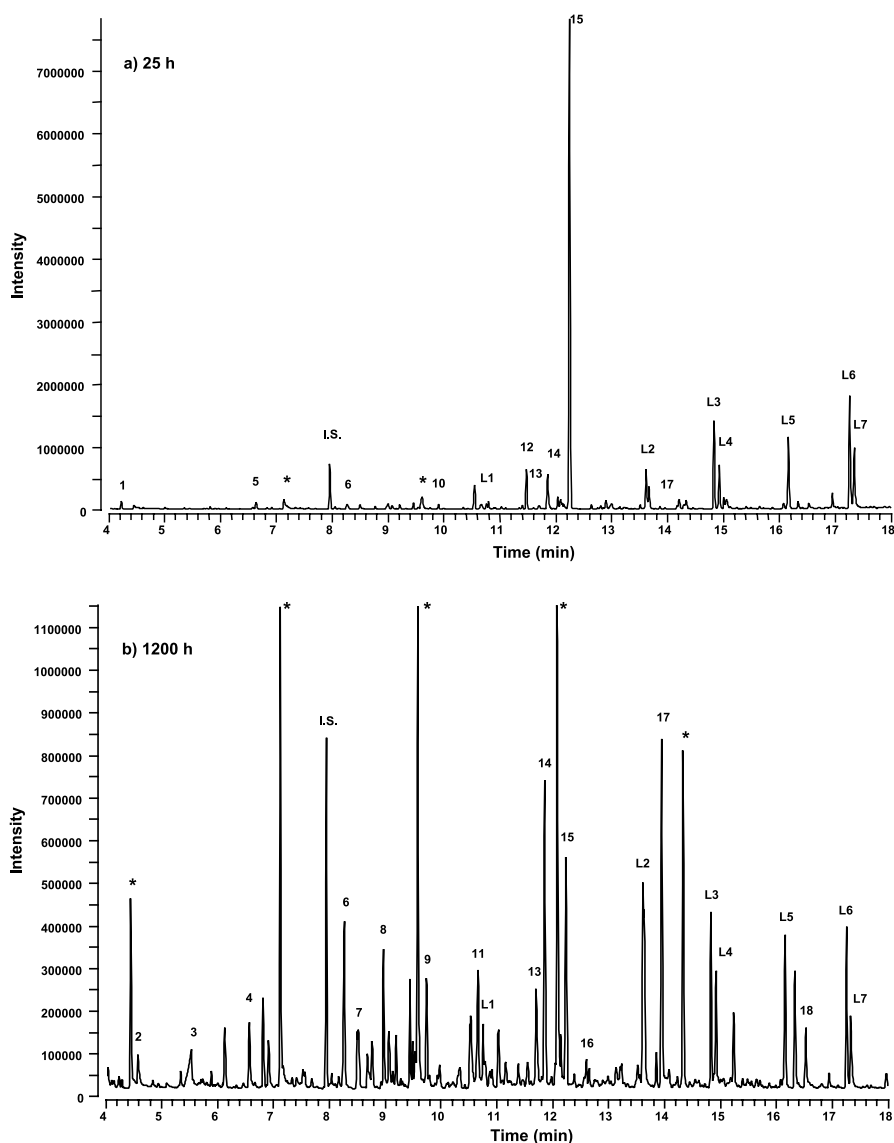 15
a) 25 h
7000000
6000000
5000000
4000000
3000000
2000000
1000000
0
Intensity
1
5
*
I.S.
6
*
10
L1
12
13
14
L2
17
L3
L4
L5
L6
L7
4 5 6 7 8 9 10 11 12 13 14 15 16 17 18
Time (min)
b) 1200 h
1100000
1000000
900000
800000
700000
600000
500000
400000
300000
200000
100000
0
Intensity
*
2
3
4
*
I.S.
6
7
8
*
9
11
L1
13
14
*
15
16
L2
17
*
L3
L4
L5
18
L6
L7
4 5 6 7 8 9 10 11 12 13 14 15 16 17 18
Time (min)